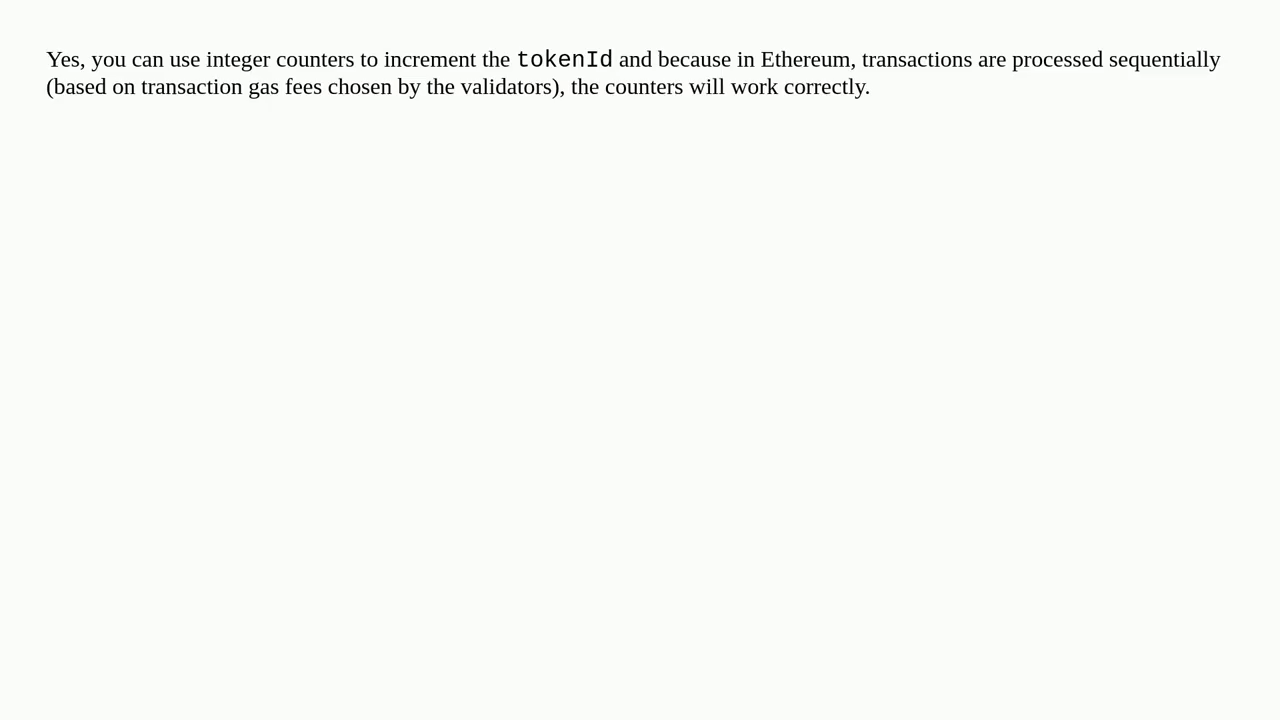 Yes, you can use integer counters to increment the tokenId and because in Ethereum, transactions are processed sequentially
(based on transaction gas fees chosen by the validators), the counters will work correctly.